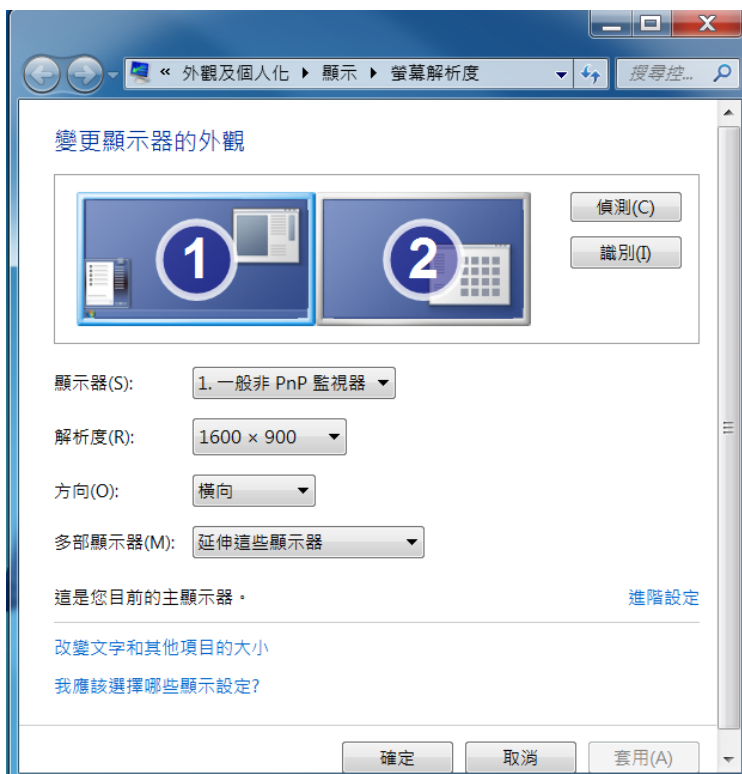 « 外觀及個人化 ▸ 顯示 ▸ 螢幕解析度
搜尋控...
變更顯示器的外觀
1
2
偵測(C)
識別(I)
顯示器(S): 1. 一般非 PnP 監視器
解析度(R): 1600 × 900
方向(O): 橫向
多部顯示器(M): 延伸這些顯示器
這是您目前的主顯示器。
進階設定
改變文字和其他項目的大小
我應該選擇哪些顯示設定?
確定 取消 套用(A)